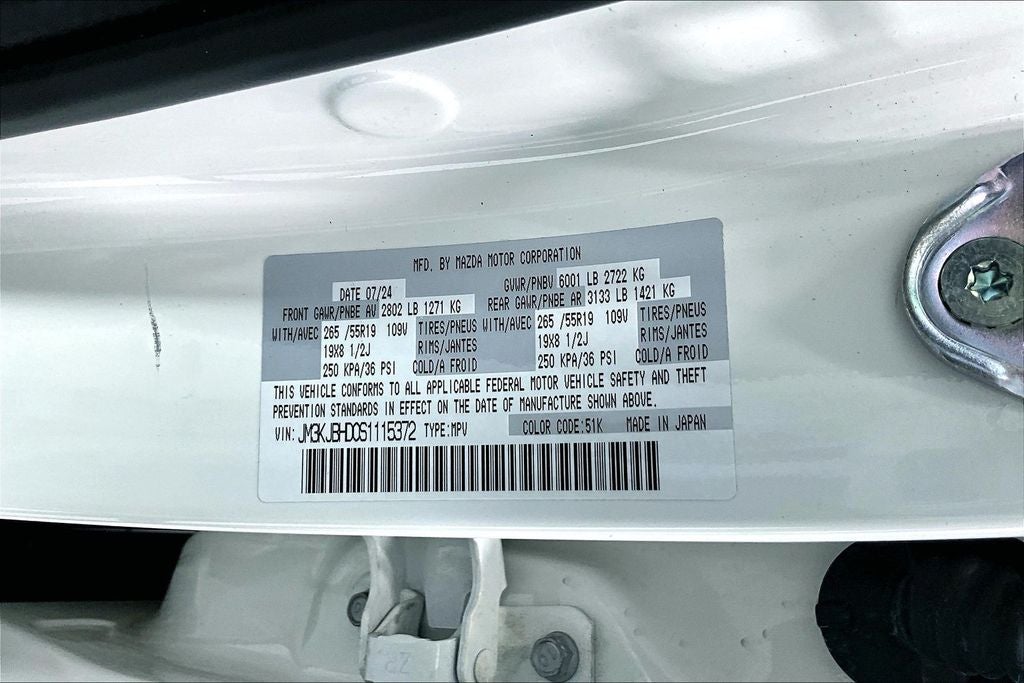 MFD. BY MAZDA MOTOR CORPORATION
DATE 07/24 GVWR/PNBV 6001 LB 2722 KG
FRONT GAWR/PNBE AV 2802 LB 1271 KG REAR GAWR/PNBE AR 3133 LB 1421 KG
WITH/AVEC 265 /55R19 109V TIRES/PNEUS WITH/AVEC 265 /55R19 109V TIRES/PNEUS
19X8 1/2J RIMS/JANTES 19X8 1/2J RIMS/JANTES
250 KPA/36 PSI COLD/A FROID 250 KPA/36 PSI COLD/A FROID
THIS VEHICLE CONFORMS TO ALL APPLICABLE FEDERAL MOTOR VEHICLE SAFETY AND THEFT
PREVENTION STANDARDS IN EFFECT ON THE DATE OF MANUFACTURE SHOWN ABOVE.
VIN: JM3KJBHD0S1115372 TYPE:MPV COLOR CODE:51K MADE IN JAPAN